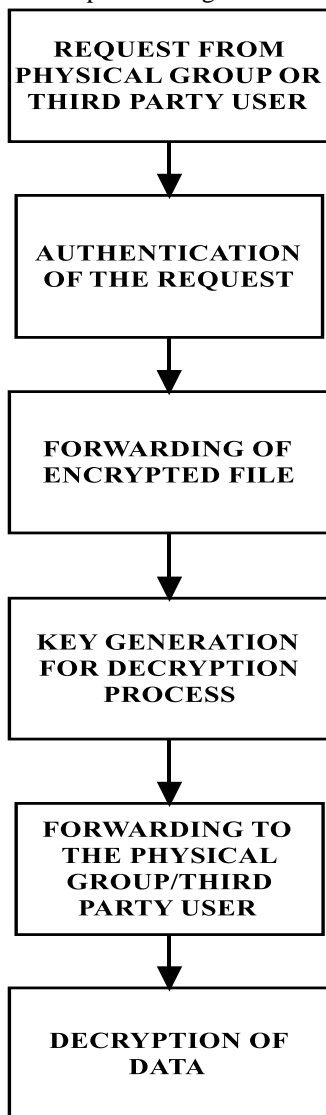 REQUEST FROM
PHYSICAL GROUP OR
THIRD PARTY USER
AUTHENTICATION
OF THE REQUEST
FORWARDING OF
ENCRYPTED FILE
KEY GENERATION
FOR DECRYPTION
PROCESS
FORWARDING TO
THE PHYSICAL
GROUP/THIRD
PARTY USER
DECRYPTION OF
DATA